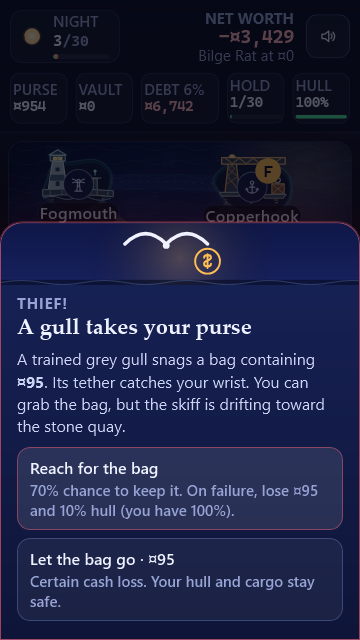 NIGHT
3/30
NET WORTH
−¤3,429
Bilge Rat at ¤0
PURSE
¤954
VAULT
¤0
DEBT 6%
¤6,742
HOLD
1/30
HULL
100%
F
Fogmouth
Copperhook
THIEF!
A gull takes your purse
A trained grey gull snags a bag containing
¤95. Its tether catches your wrist. You can
grab the bag, but the skiff is drifting toward
the stone quay.
Reach for the bag
70% chance to keep it. On failure, lose ¤95
and 10% hull (you have 100%).
Let the bag go · ¤95
Certain cash loss. Your hull and cargo stay
safe.